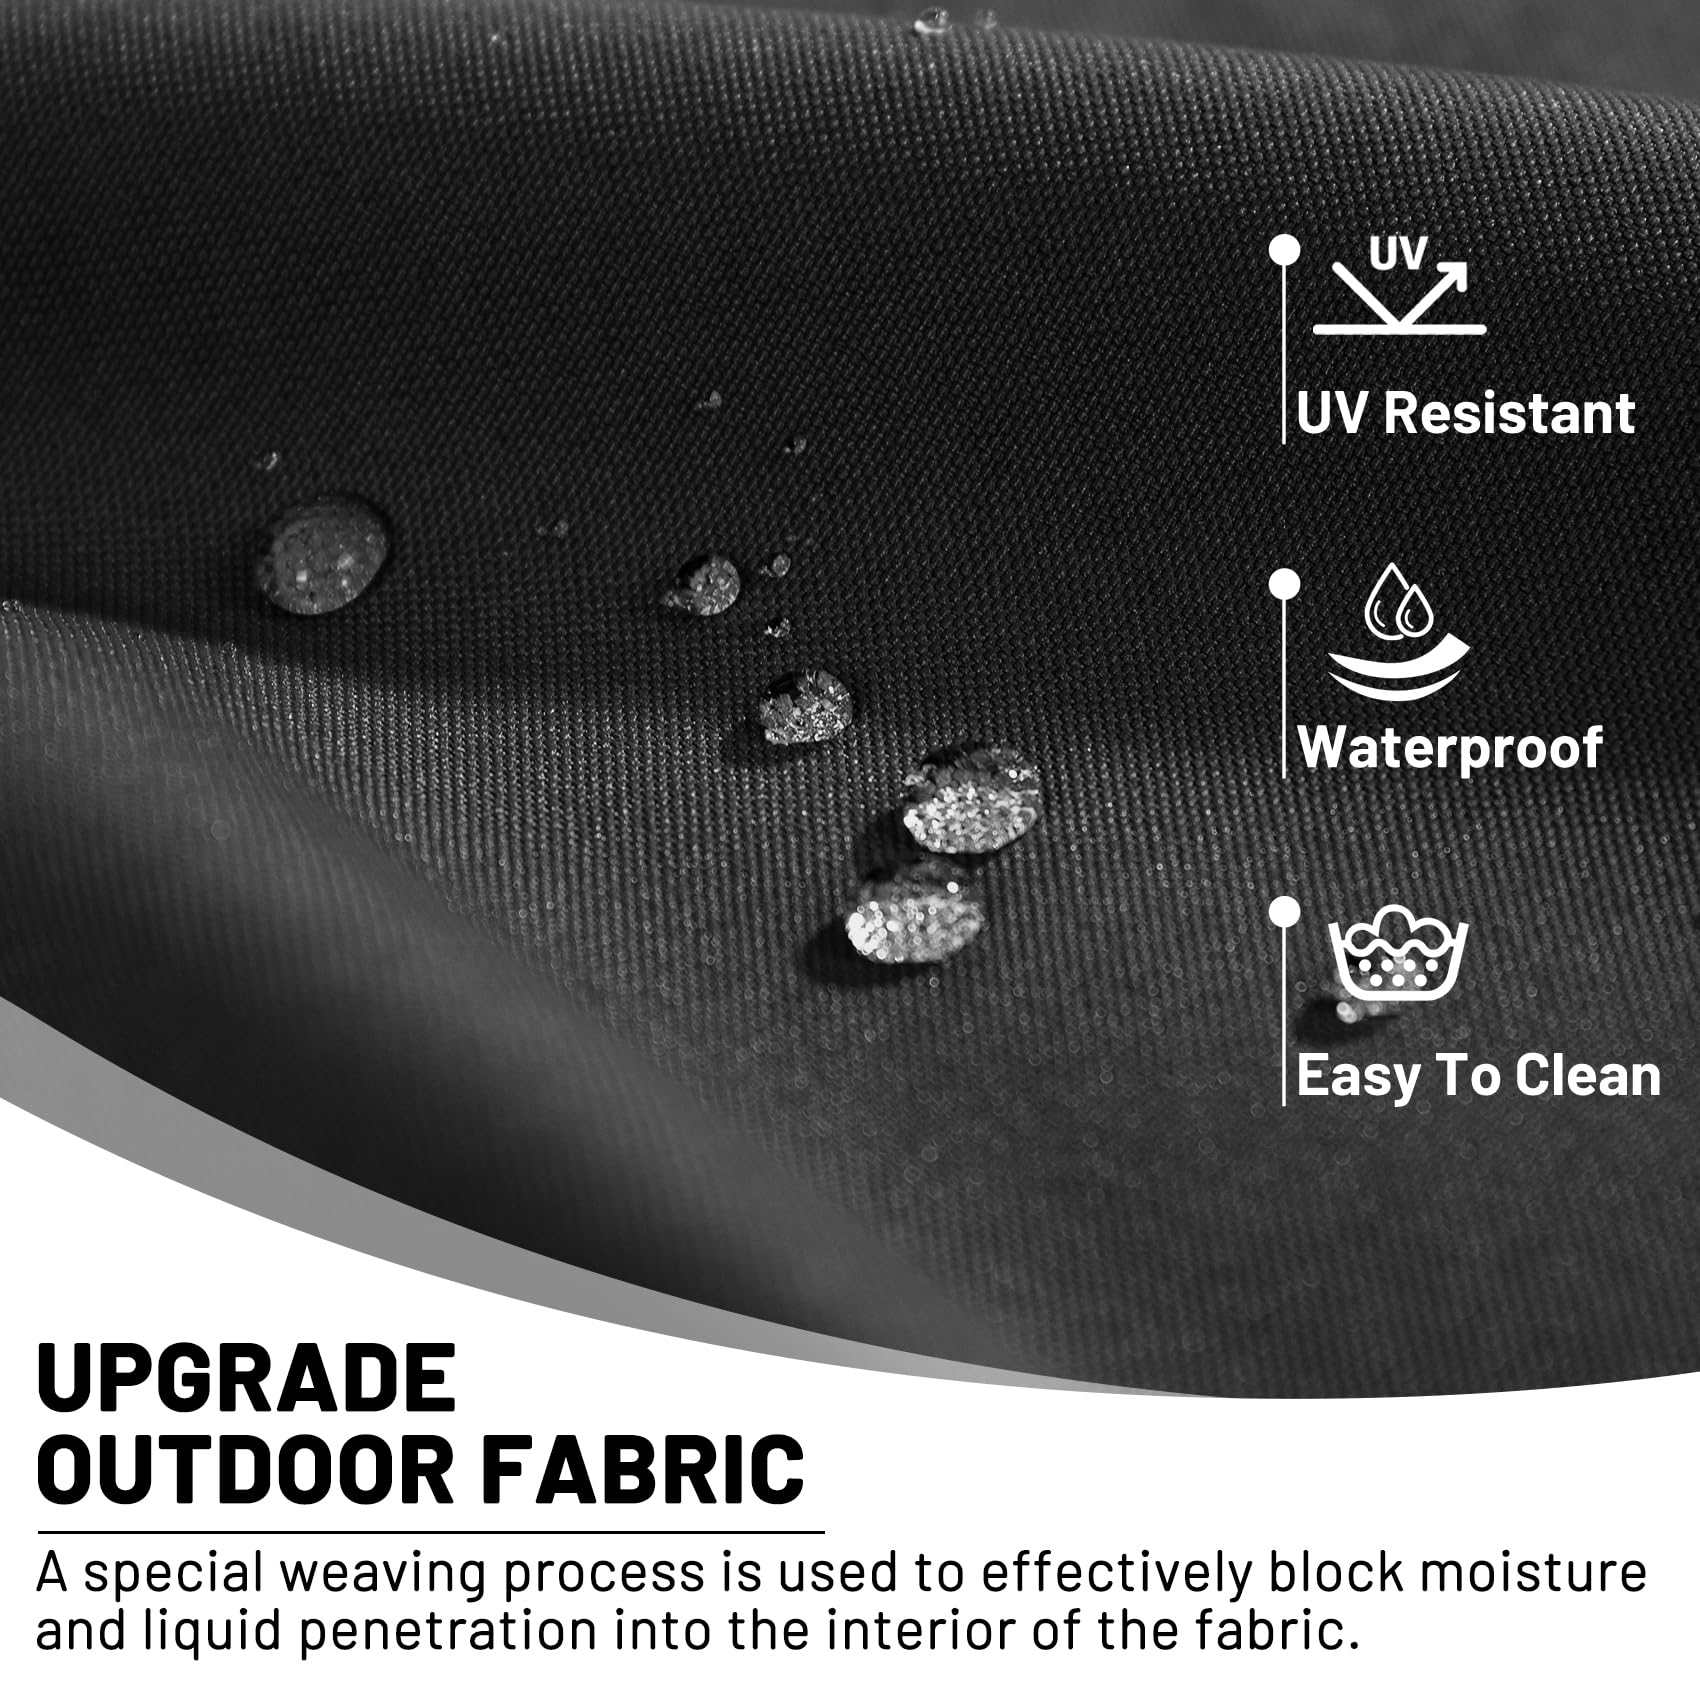 UV
UV Resistant
Waterproof
Easy To Clean
UPGRADE
OUTDOOR FABRIC
A special weaving process is used to effectively block moisture
and liquid penetration into the interior of the fabric.